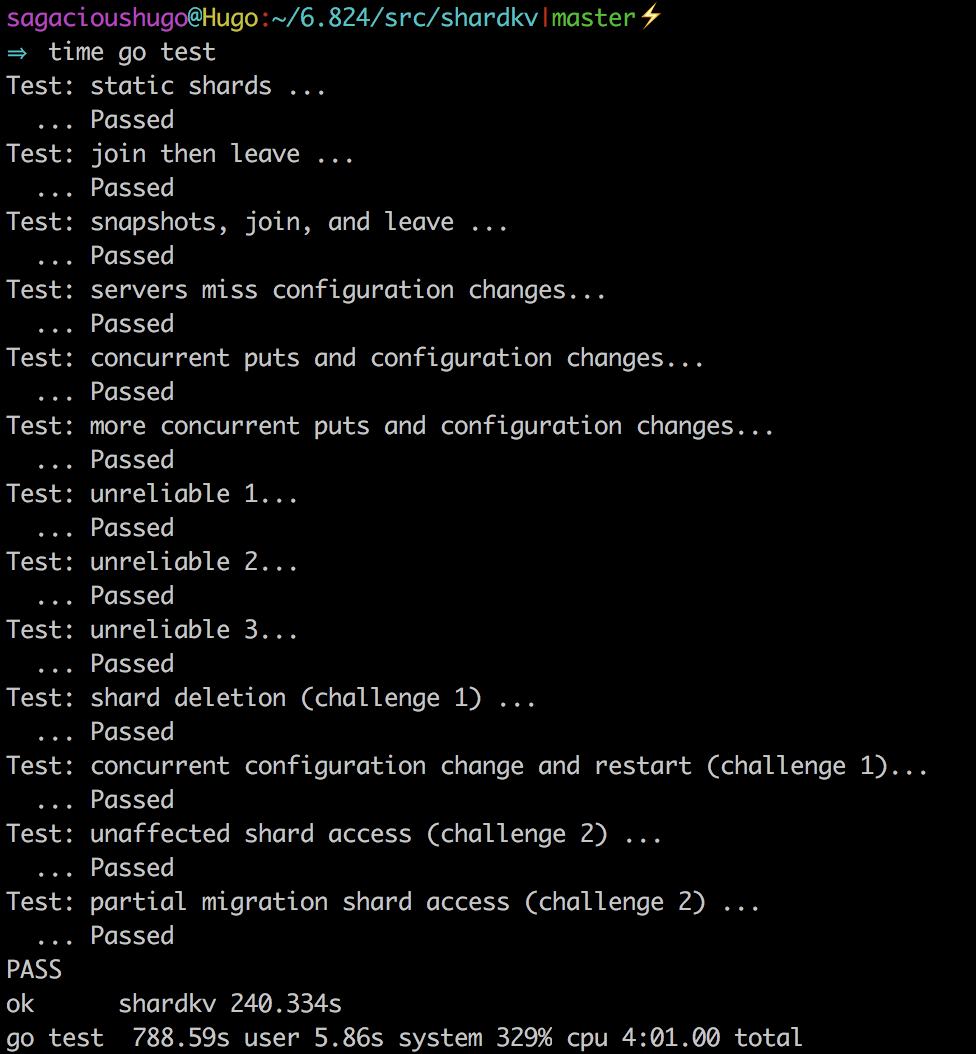 sagacioushugo@Hugo:~/6.824/src/shardkv|master⚡
⇒  time go test
Test: static shards ...
  ... Passed
Test: join then leave ...
  ... Passed
Test: snapshots, join, and leave ...
  ... Passed
Test: servers miss configuration changes...
  ... Passed
Test: concurrent puts and configuration changes...
  ... Passed
Test: more concurrent puts and configuration changes...
  ... Passed
Test: unreliable 1...
  ... Passed
Test: unreliable 2...
  ... Passed
Test: unreliable 3...
  ... Passed
Test: shard deletion (challenge 1) ...
  ... Passed
Test: concurrent configuration change and restart (challenge 1)...
  ... Passed
Test: unaffected shard access (challenge 2) ...
  ... Passed
Test: partial migration shard access (challenge 2) ...
  ... Passed
PASS
ok      shardkv 240.334s
go test  788.59s user 5.86s system 329% cpu 4:01.00 total